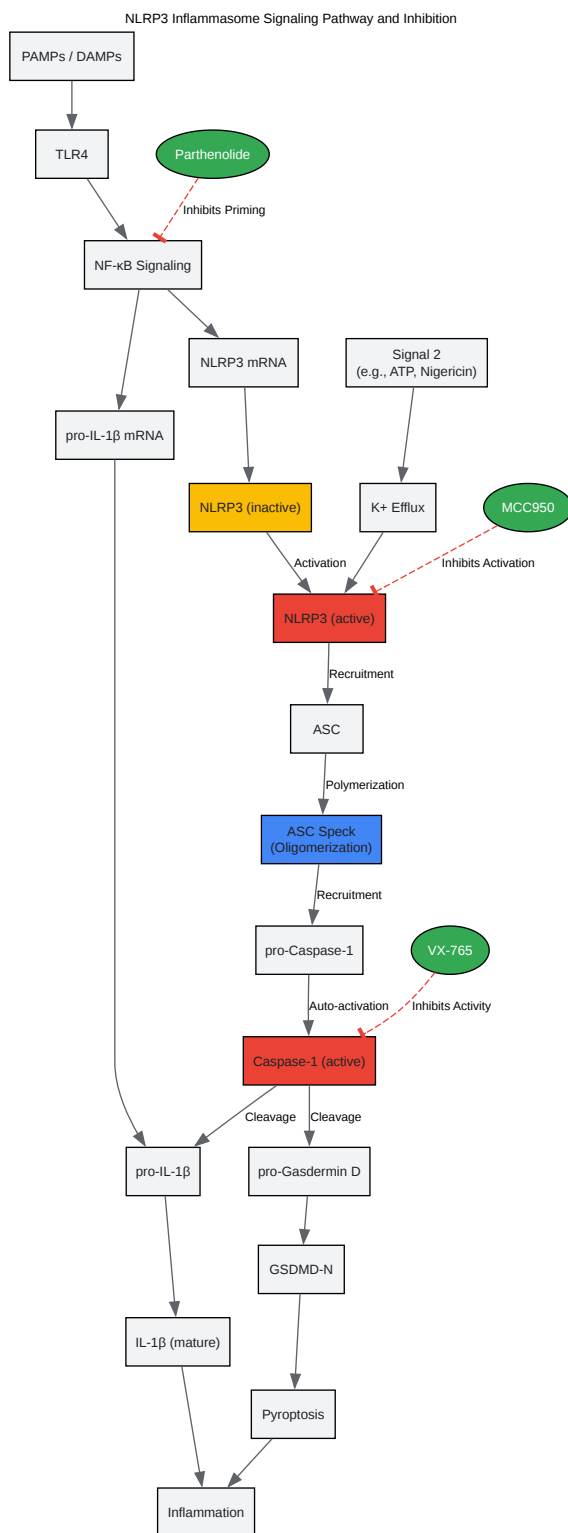 NLRP3 Inflammasome Signaling Pathway and Inhibition
PAMPs / DAMPs
TLR4
Parthenolide
Inhibits Priming
NF-κB Signaling
NLRP3 mRNA
Signal 2
(e.g., ATP, Nigericin)
pro-IL-1β mRNA
NLRP3 (inactive)
K+ Efflux
MCC950
Activation
Inhibits Activation
NLRP3 (active)
Recruitment
ASC
Polymerization
ASC Speck
(Oligomerization)
Recruitment
pro-Caspase-1
VX-765
Auto-activation
Inhibits Activity
Caspase-1 (active)
Cleavage
Cleavage
pro-IL-1β
pro-Gasdermin D
GSDMD-N
IL-1β (mature)
Pyroptosis
Inflammation